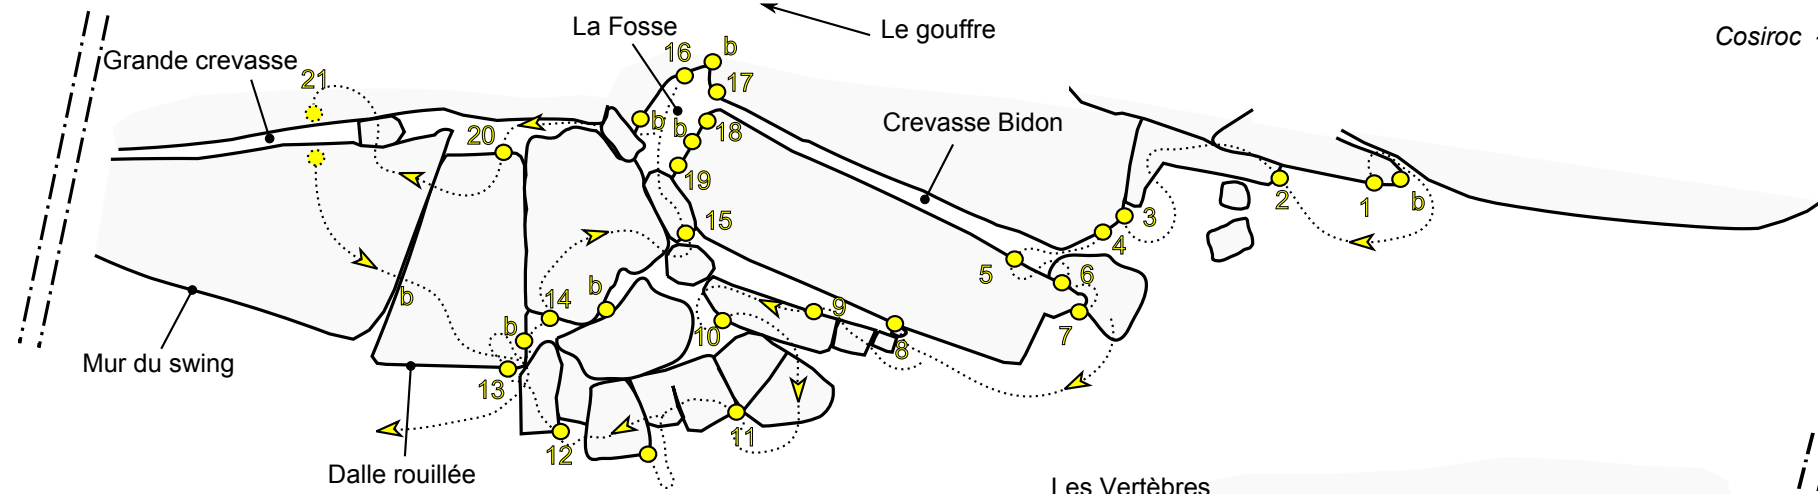 La Fosse
Le gouffre
Cosiroc
Grande crevasse
21
16
b
17
20
b
b
18
Crevasse Bidon
19
15
2
1
b
3
4
5
6
14
b
9
b
10
8
7
b
Mur du swing
13
11
12
Dalle rouillée
Les Vertèbres